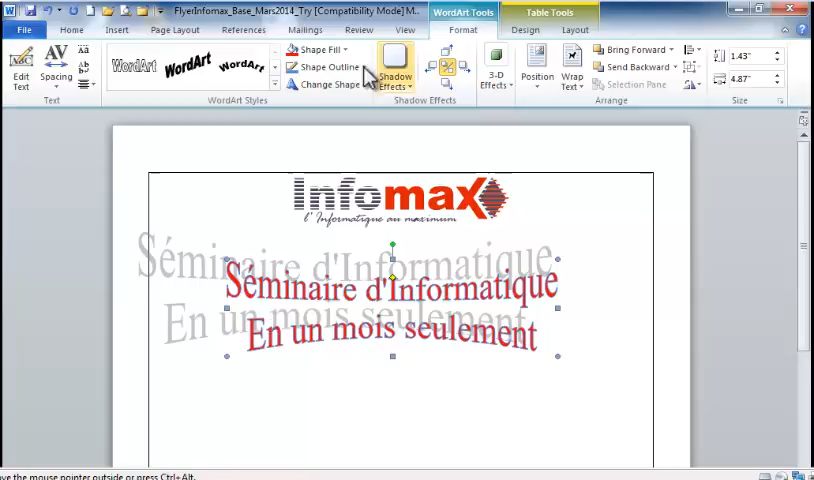 FlyerInfomax_Base_Mars2014_Try [Compatibility Mode] M...
WordArt Tools
Table Tools
File
Home
Insert
Page Layout
References
Mailings
Review
View
Format
Design
Layout
Edit Text
Spacing
Text
WordArt
WordArt
WordArt
WordArt Styles
Shape Fill
Shape Outline
Change Shape
Shadow Effects
Shadow Effects
3-D Effects
Position
Wrap Text
Bring Forward
Send Backward
Selection Pane
Arrange
1.43"
4.87"
Size
Infomax
l'Informatique au maximum
Séminaire d'Informatique
En un mois seulement
Séminaire d'Informatique
En un mois seulement
ve the mouse pointer outside or press Ctrl+Alt.